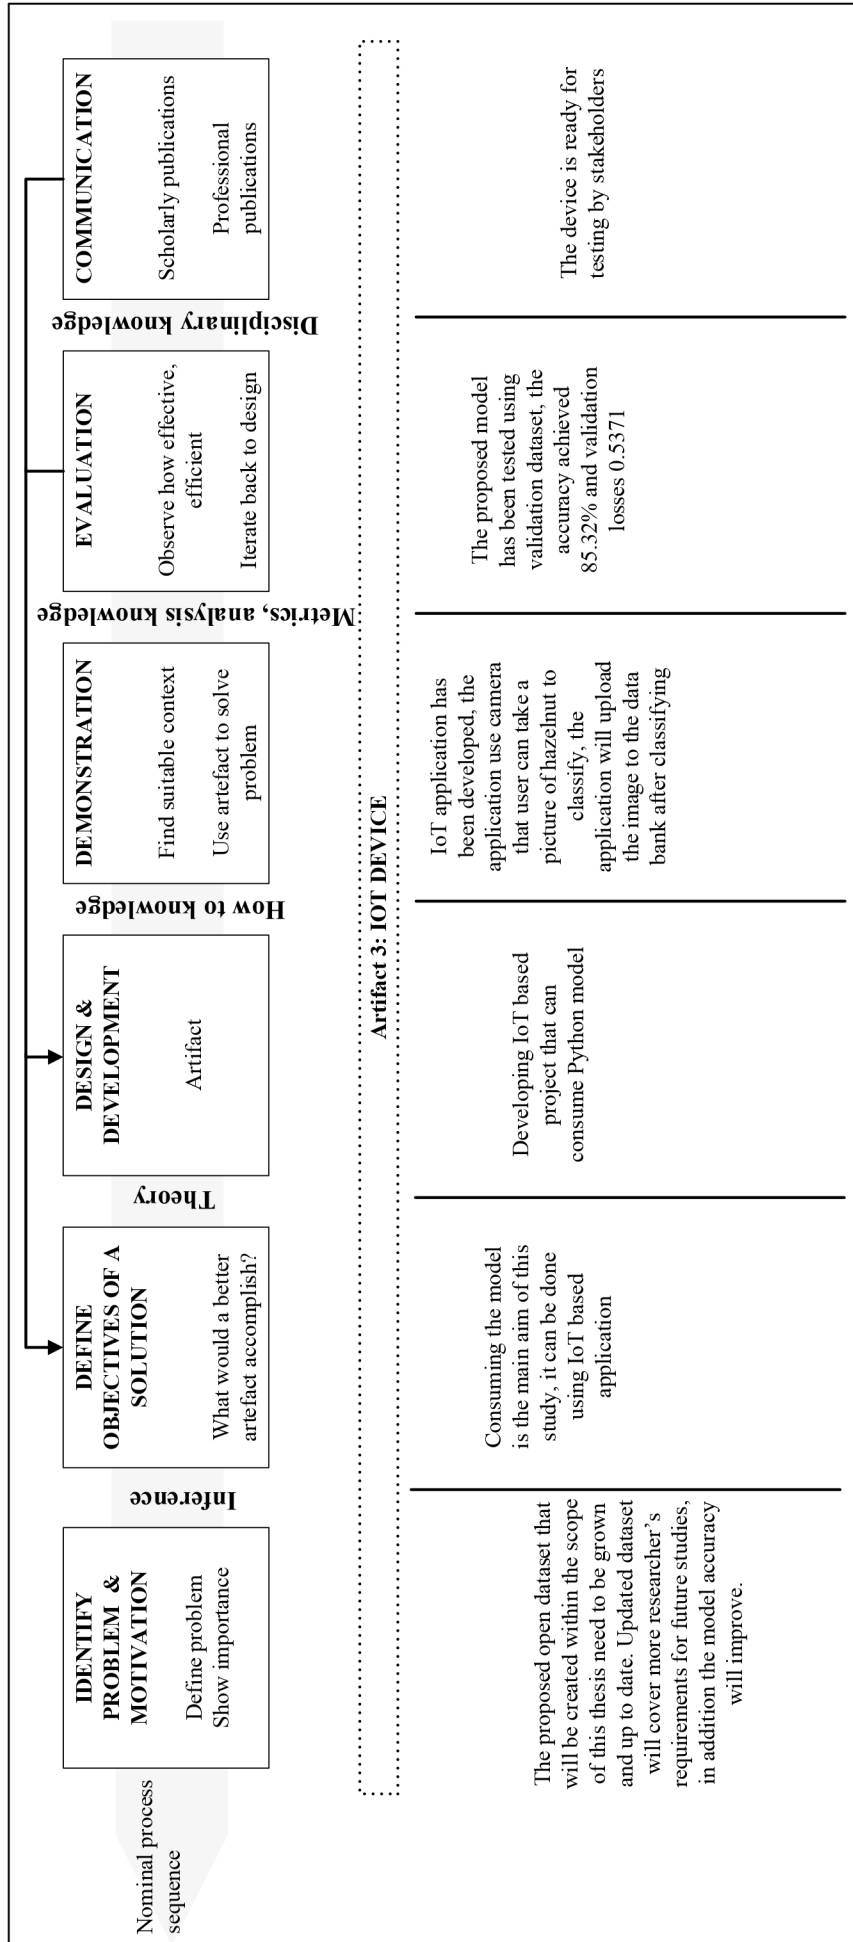 Nominal process
sequence
IDENTIFY
PROBLEM &
MOTIVATION
Define problem
Show importance
Inference
DEFINE
OBJECTIVES OF A
SOLUTION
What would a better
artefact accomplish?
Theory
DESIGN &
DEVELOPMENT
Artifact
How to knowledge
DEMONSTRATION
Find suitable context
Use artefact to solve
problem
Metrics, analysis knowledge
EVALUATION
Observe how effective,
efficient
Iterate back to design
Disciplinary knowledge
COMMUNICATION
Scholarly publications
Professional
publications
Artifact 3: IOT DEVICE
The proposed open dataset that
will be created within the scope
of this thesis need to be grown
and up to date. Updated dataset
will cover more researcher’s
requirements for future studies,
in addition the model accuracy
will improve.
Consuming the model
is the main aim of this
study, it can be done
using IoT based
application
Developing IoT based
project that can
consume Python model
IoT application has
been developed, the
application use camera
that user can take a
picture of hazelnut to
classify, the
application will upload
the image to the data
bank after classifying
The proposed model
has been tested using
validation dataset, the
accuracy achieved
85.32% and validation
losses 0.5371
The device is ready for
testing by stakeholders